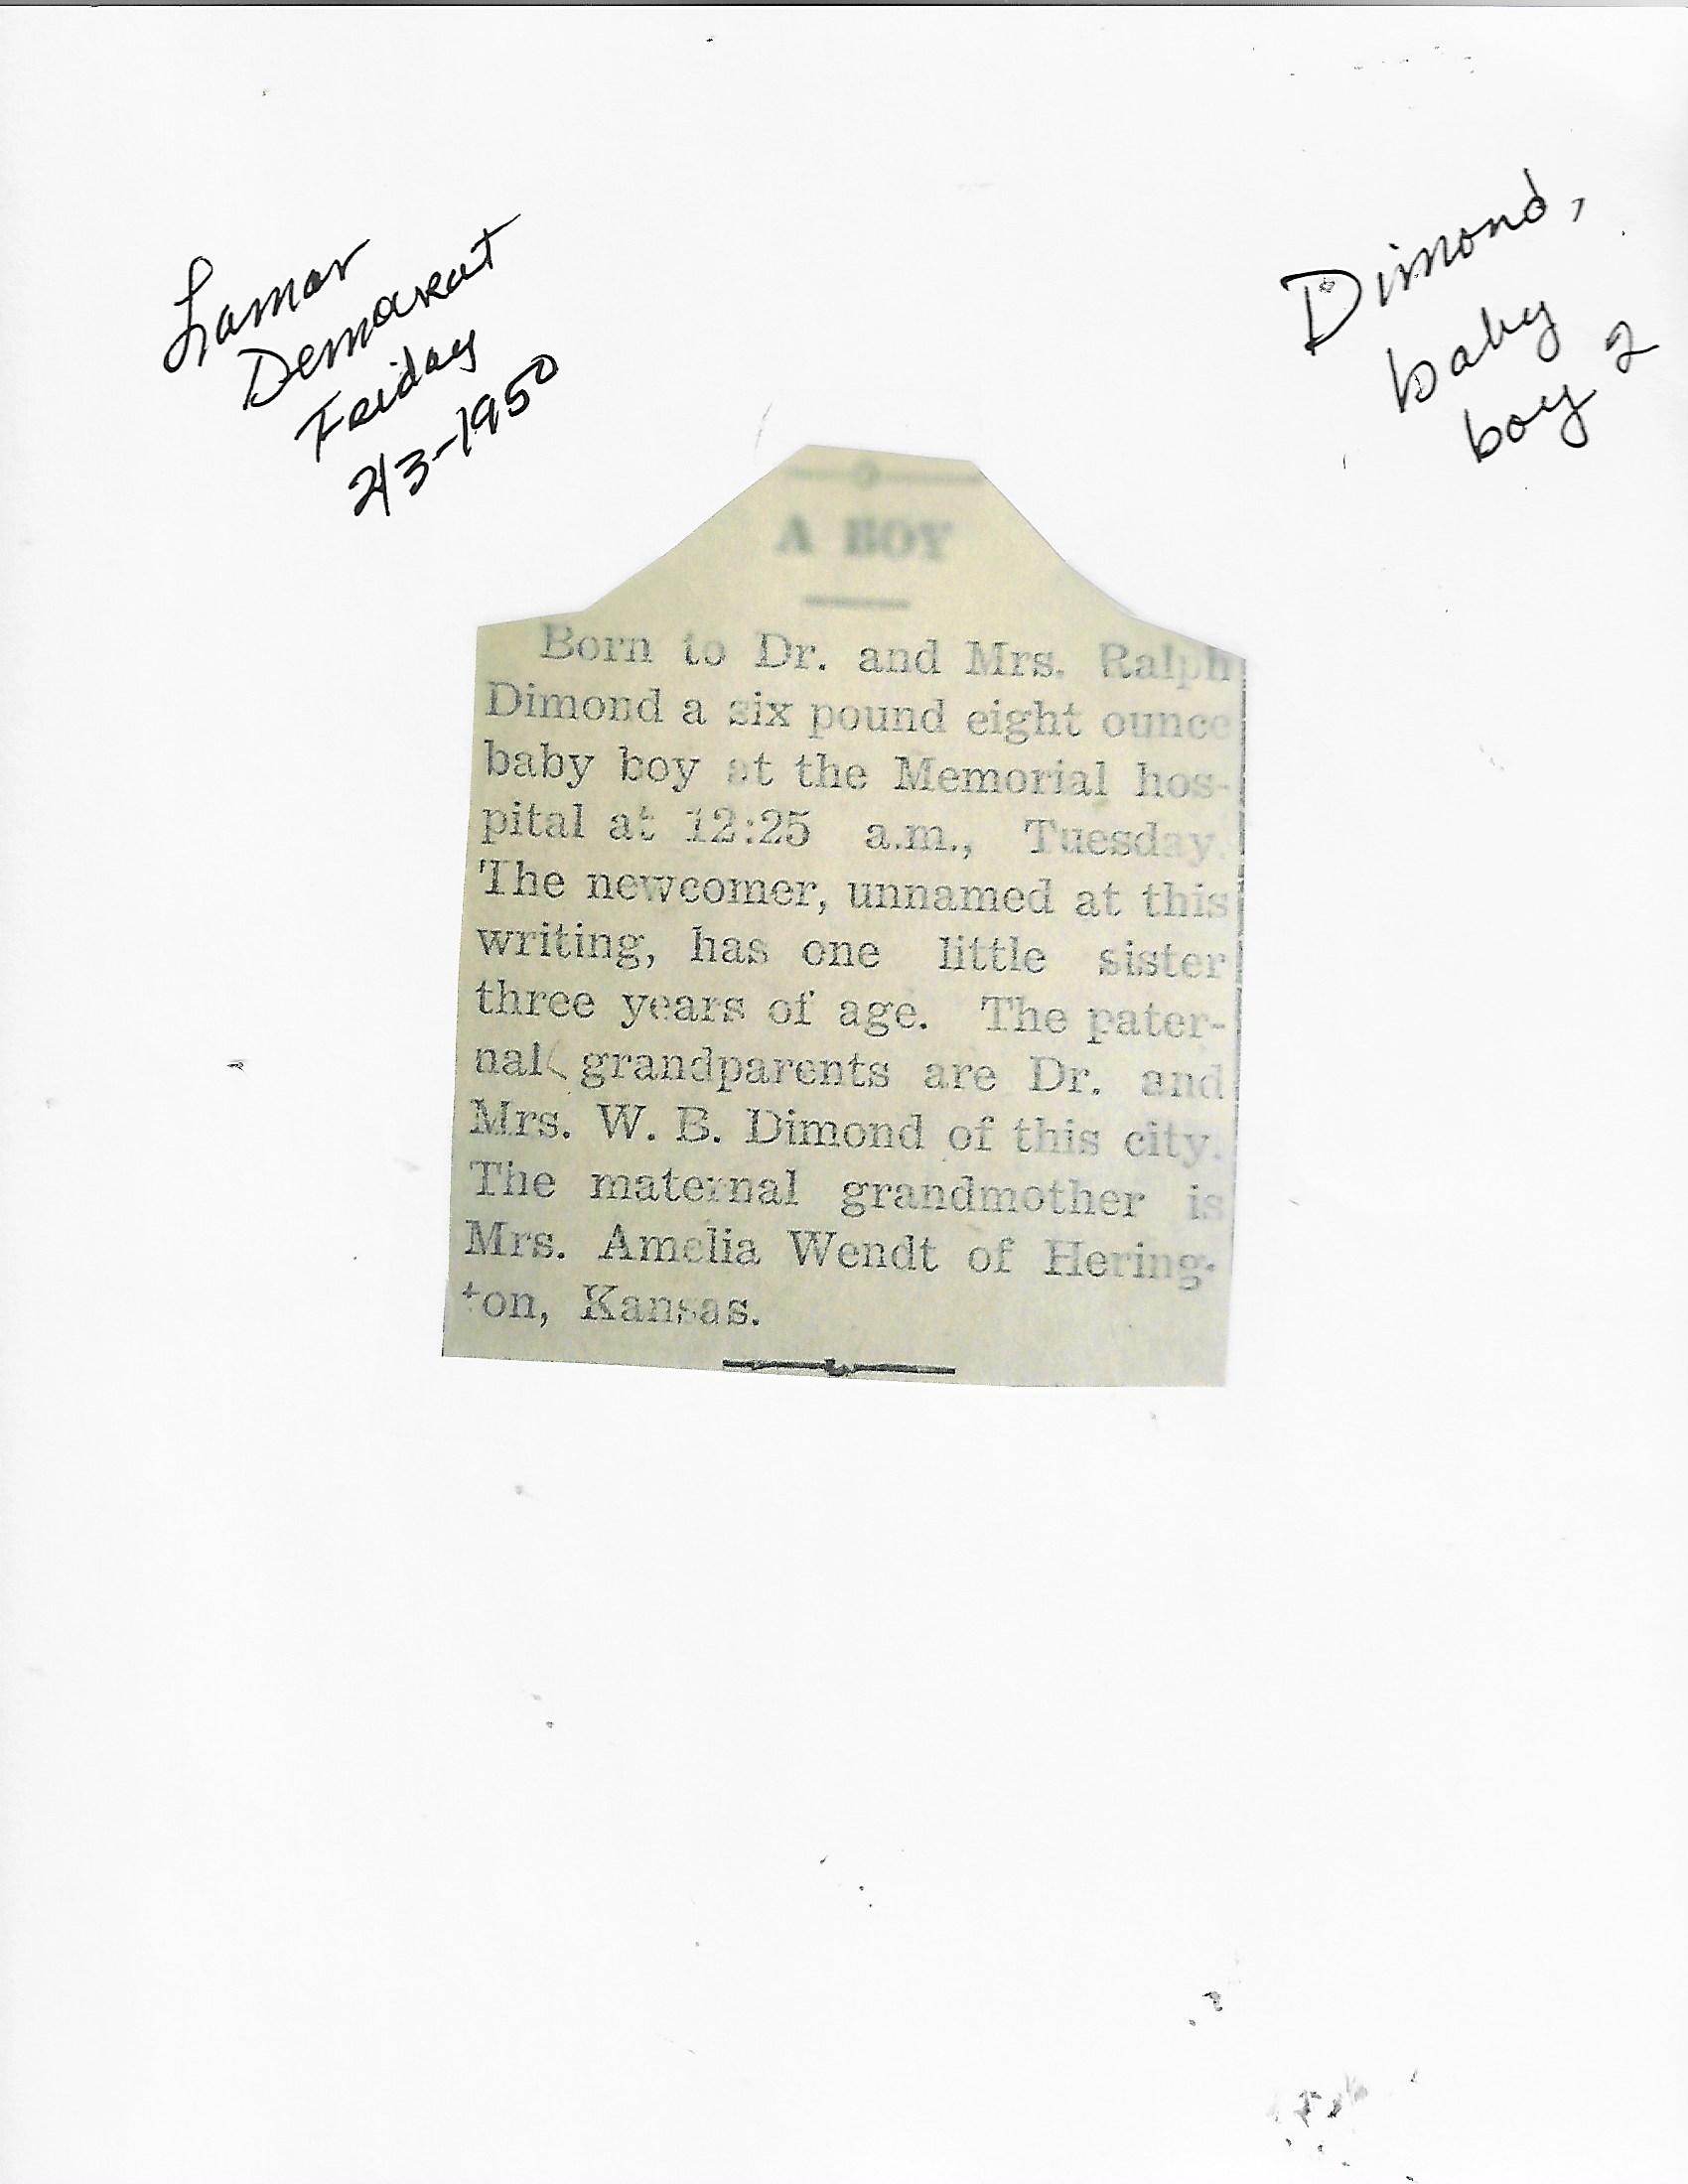 Lamar
Demokat
Friday
2/3-1950
Dimond,
baby
boy 2
A BOY
Born to Dr. and Mrs. Ralph
Dimond a six pound eight ounce
baby boy at the Memorial hos-
pital at 12:25 a.m., Tuesday.
The newcomer, unnamed at this
writing, has one little sister
three years of age. The pater-
nal grandparents are Dr. and
Mrs. W. B. Dimond of this city.
The maternal grandmother is
Mrs. Amelia Wendt of Hering-
ton, Kansas.